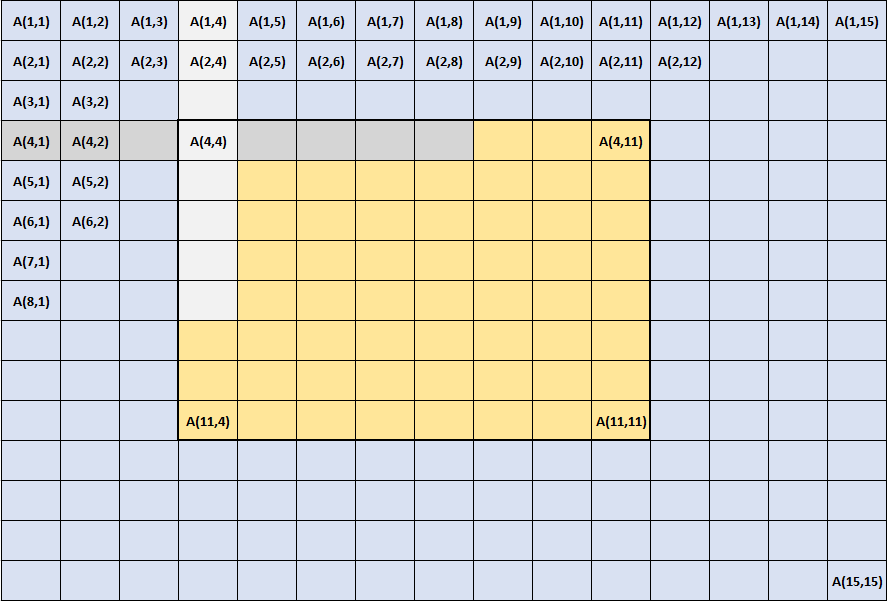 A(1,1) A(1,2) A(1,3) A(1,4) A(1,5) A(1,6) A(1,7) A(1,8) A(1,9) A(1,10) A(1,11) A(1,12) A(1,13) A(1,14) A(1,15)
A(2,1) A(2,2) A(2,3) A(2,4) A(2,5) A(2,6) A(2,7) A(2,8) A(2,9) A(2,10) A(2,11) A(2,12)
A(3,1) A(3,2)
A(4,1) A(4,2) A(4,4) A(4,11)
A(5,1) A(5,2)
A(6,1) A(6,2)
A(7,1)
A(8,1)
A(11,4) A(11,11)
A(15,15)